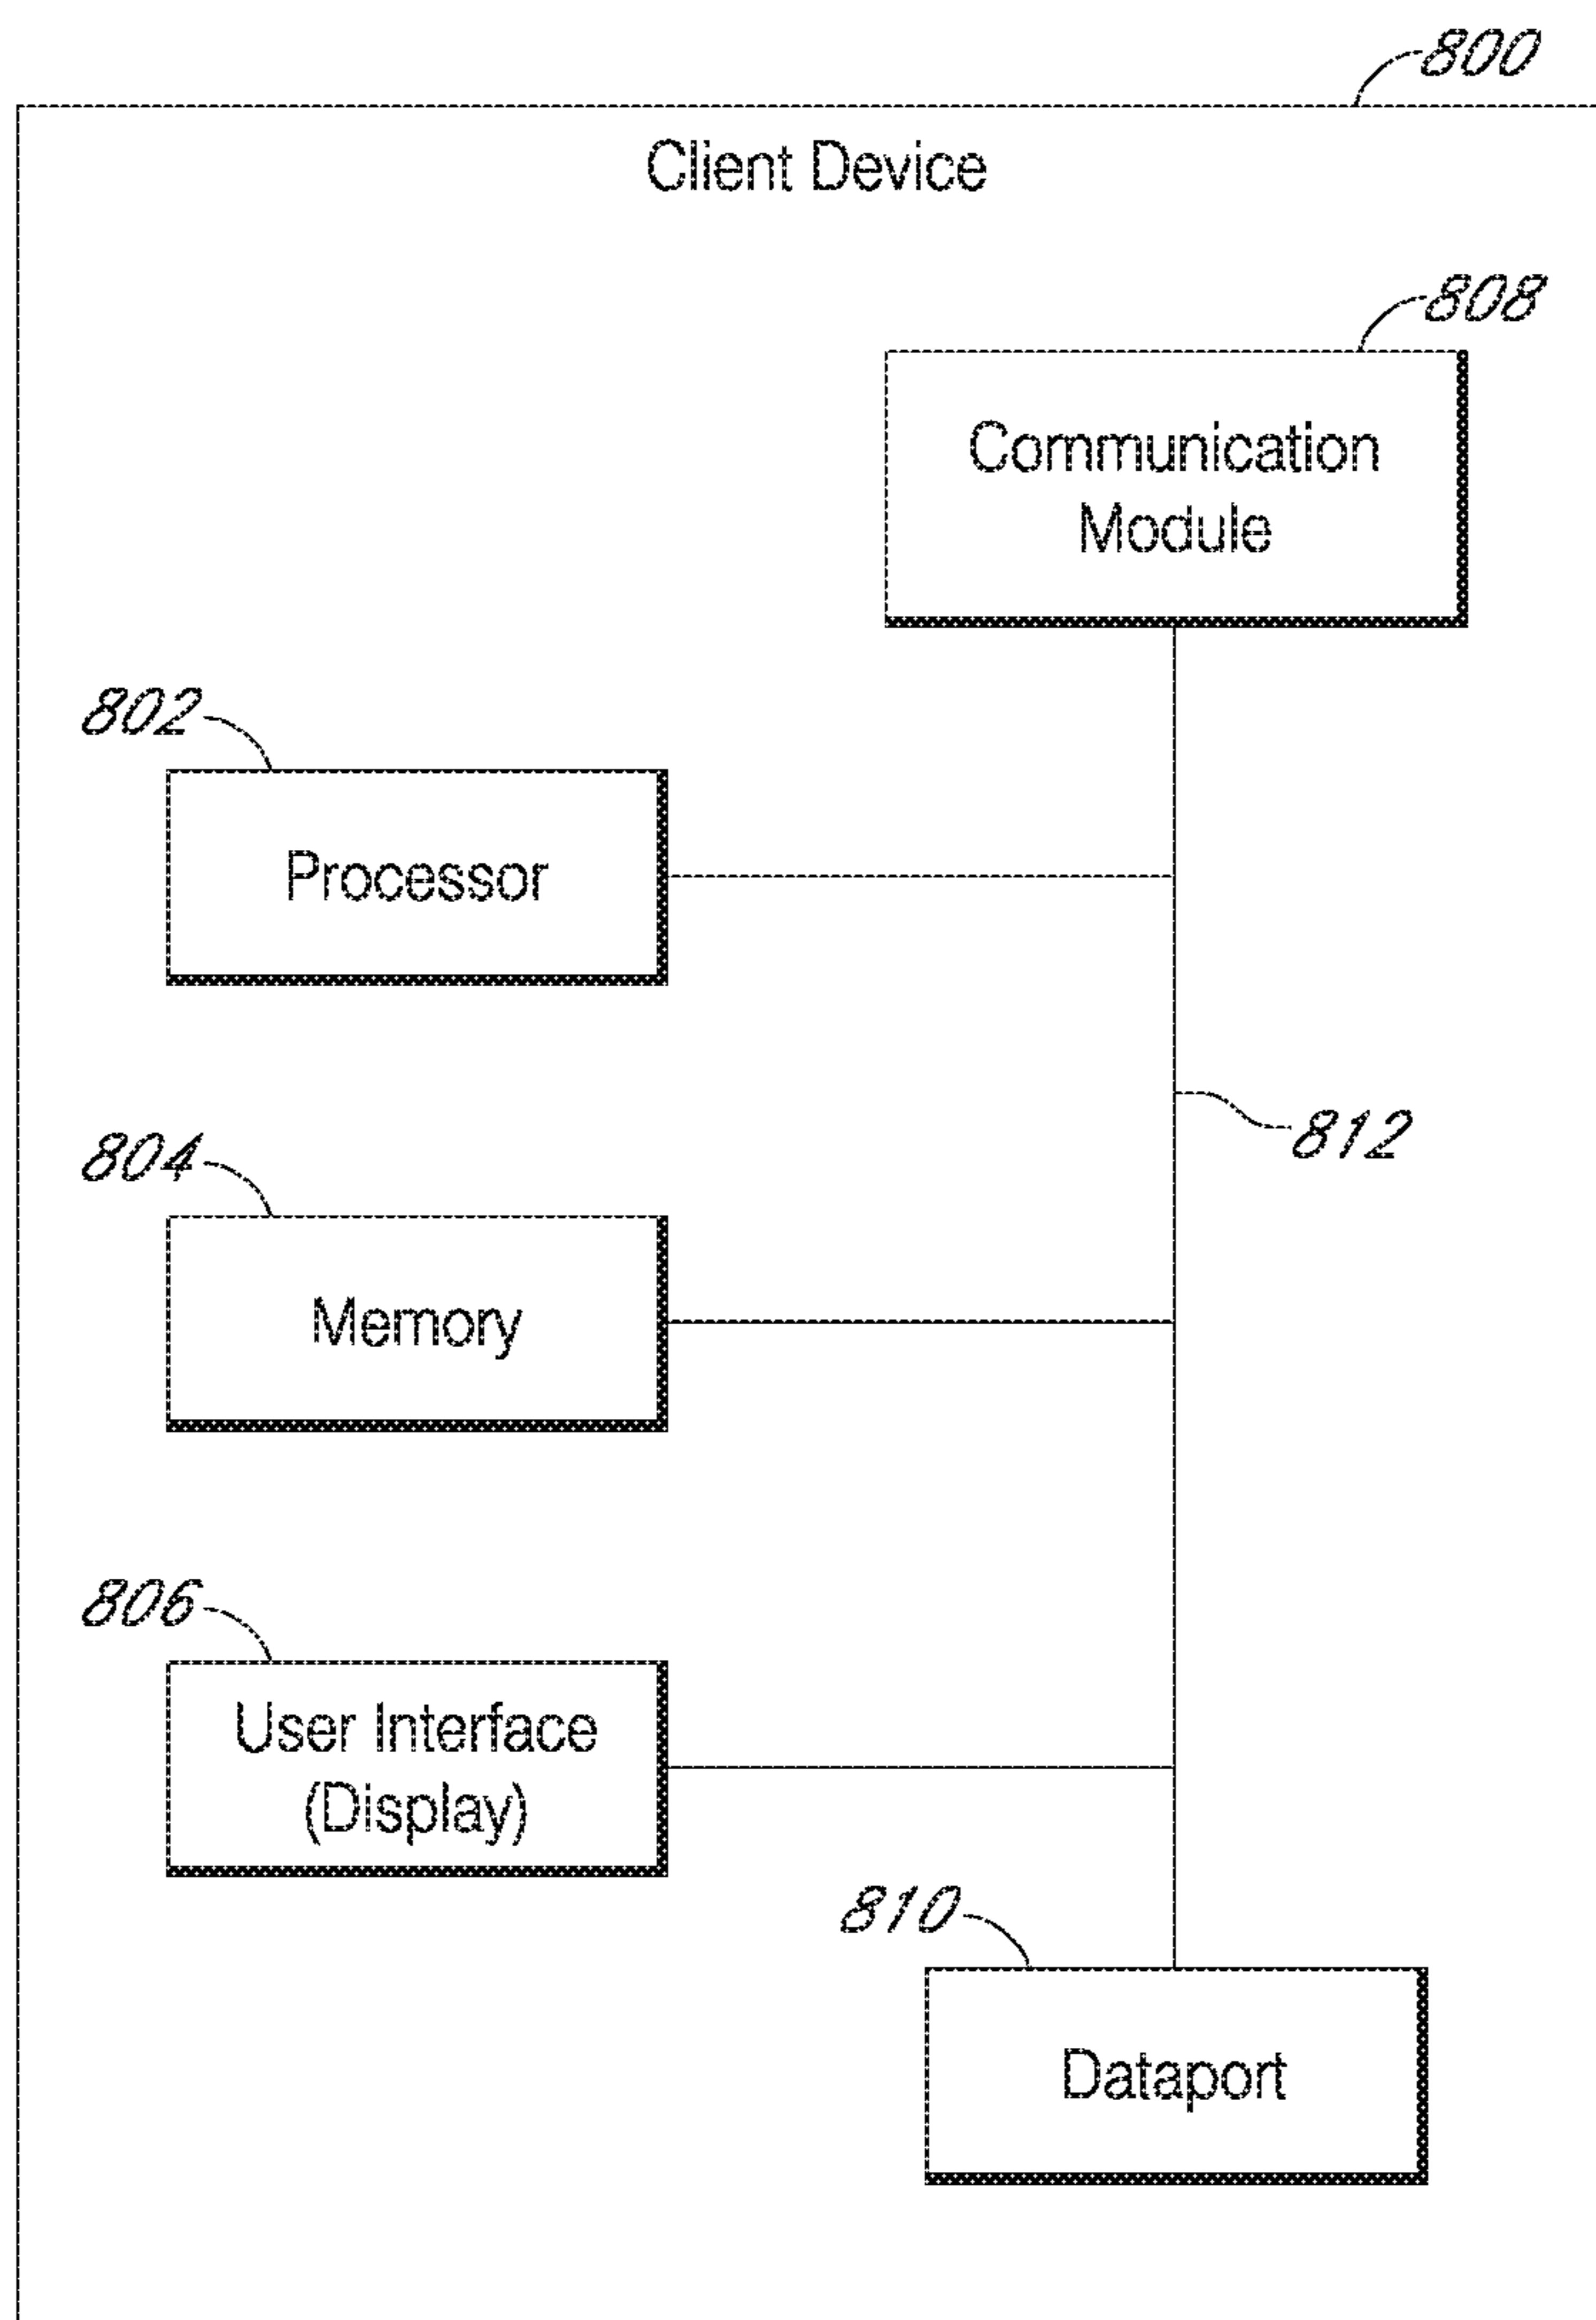 800
Client Device
808
Communication
Module
802
Processor
812
804
Memory
806
User Interface
(Display)
810
Dataport